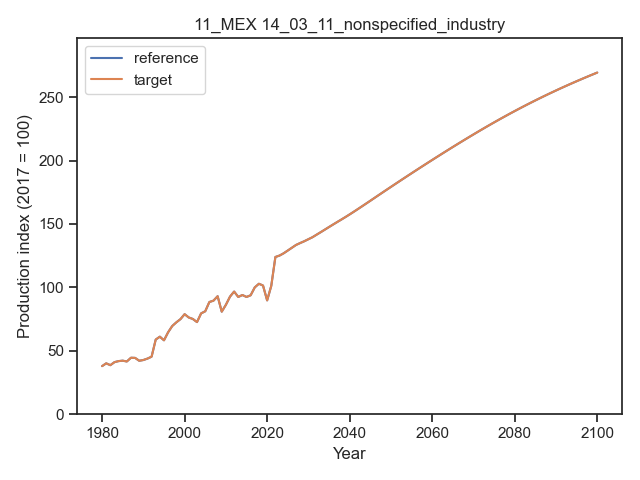 11_MEX 14_03_11_nonspecified_industry
reference
target
Production index (2017 = 100)
250
200
150
100
50
0
1980 2000 2020 2040 2060 2080 2100
Year